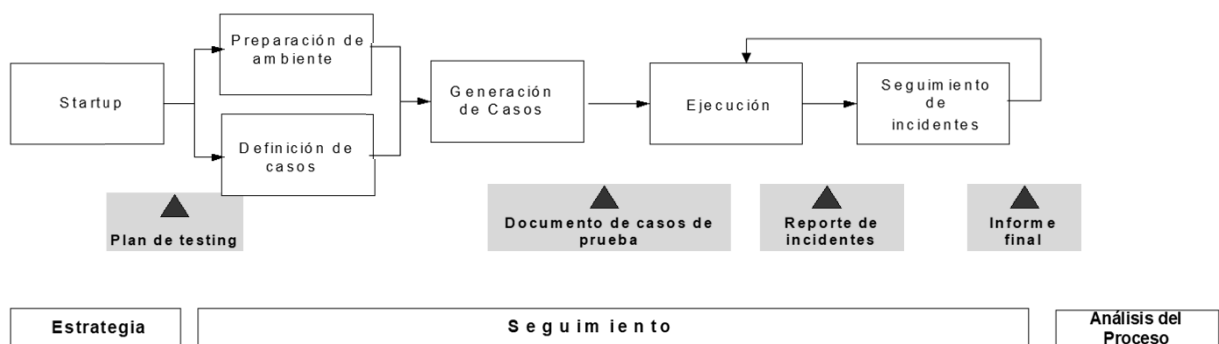 Preparación de
ambiente
Startup
Definición de
casos
Generación
de Casos
Ejecución
Seguimiento
de
incidentes
Plan de testing
Documento de casos de
prueba
Reporte de
incidentes
Informe
final
Estrategia
Seguimiento
Análisis del
Proceso